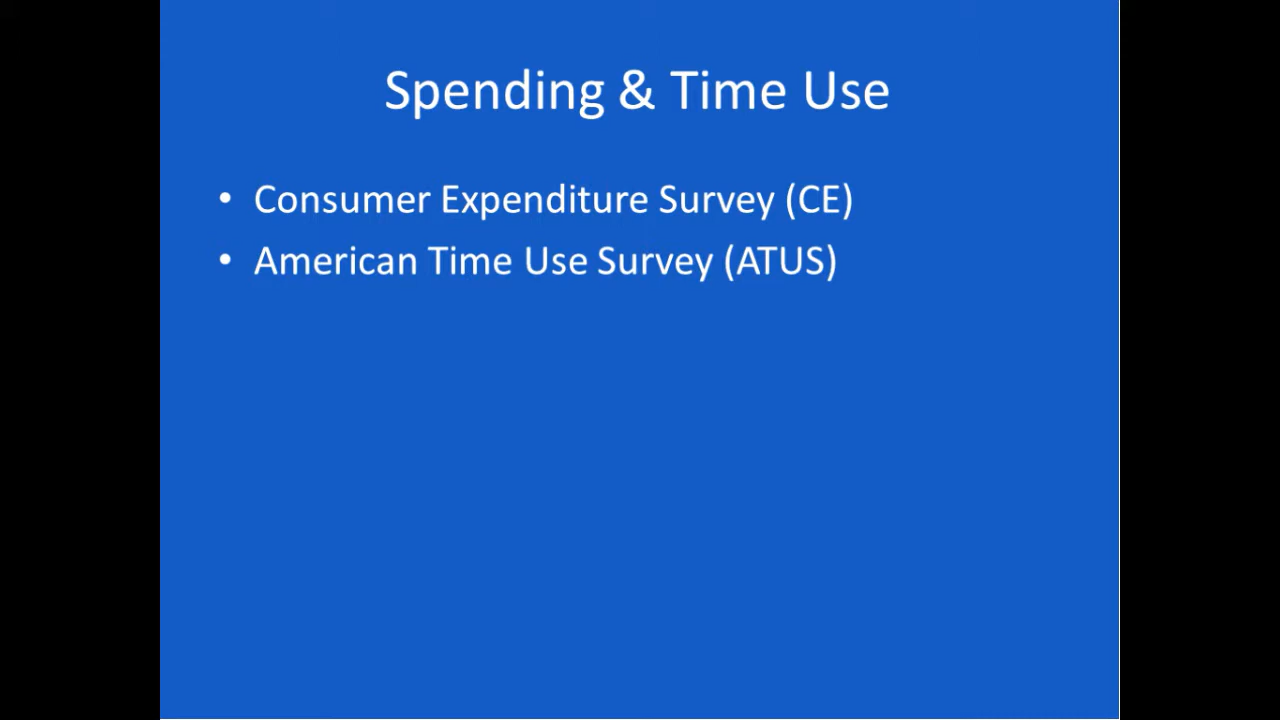 Spending & Time Use
• Consumer Expenditure Survey (CE)
• American Time Use Survey (ATUS)